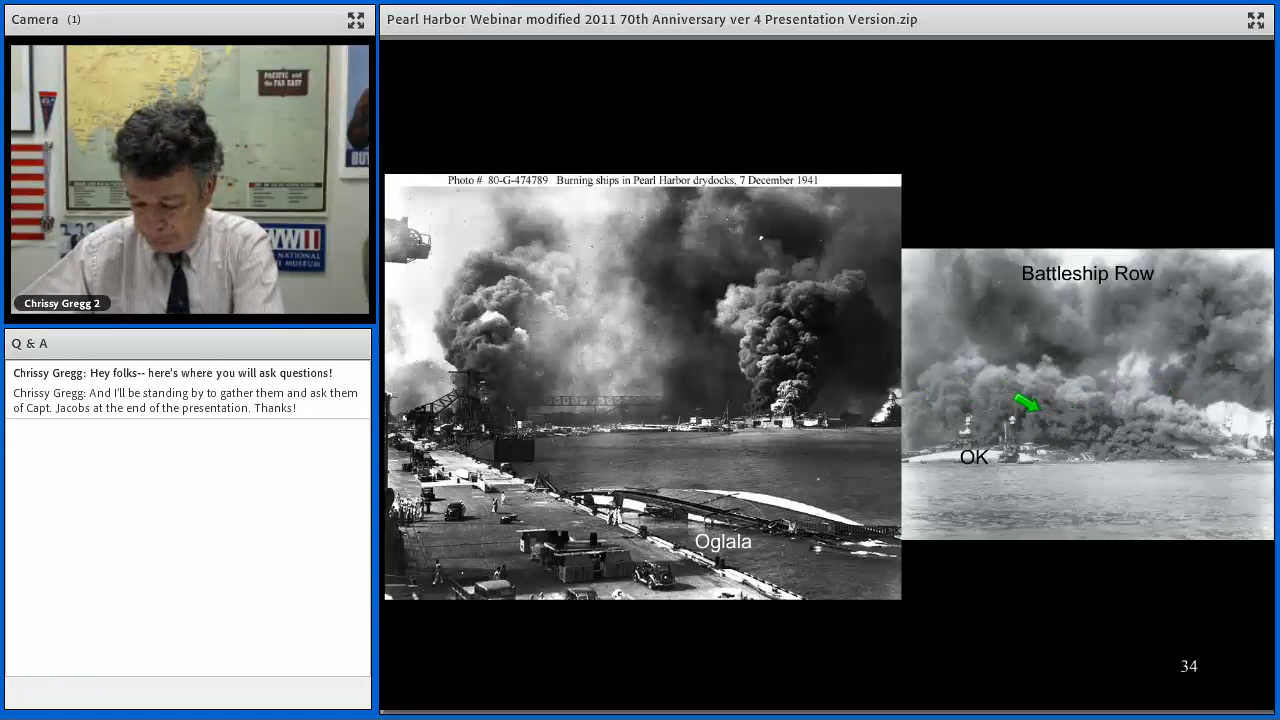 Camera (1)
PACIFIC and
the FAR EAST
BUY
WWII
NATIONAL
MUSEUM
Chrissy Gregg 2
Q & A
Chrissy Gregg: Hey folks-- here's where you will ask questions!
Chrissy Gregg: And I'll be standing by to gather them and ask them
of Capt. Jacobs at the end of the presentation. Thanks!
Pearl Harbor Webinar modified 2011 70th Anniversary ver 4 Presentation Version.zip
Photo # 80-G-474789 Burning ships in Pearl Harbor drydocks, 7 December 1941
Oglala
Battleship Row
OK
34